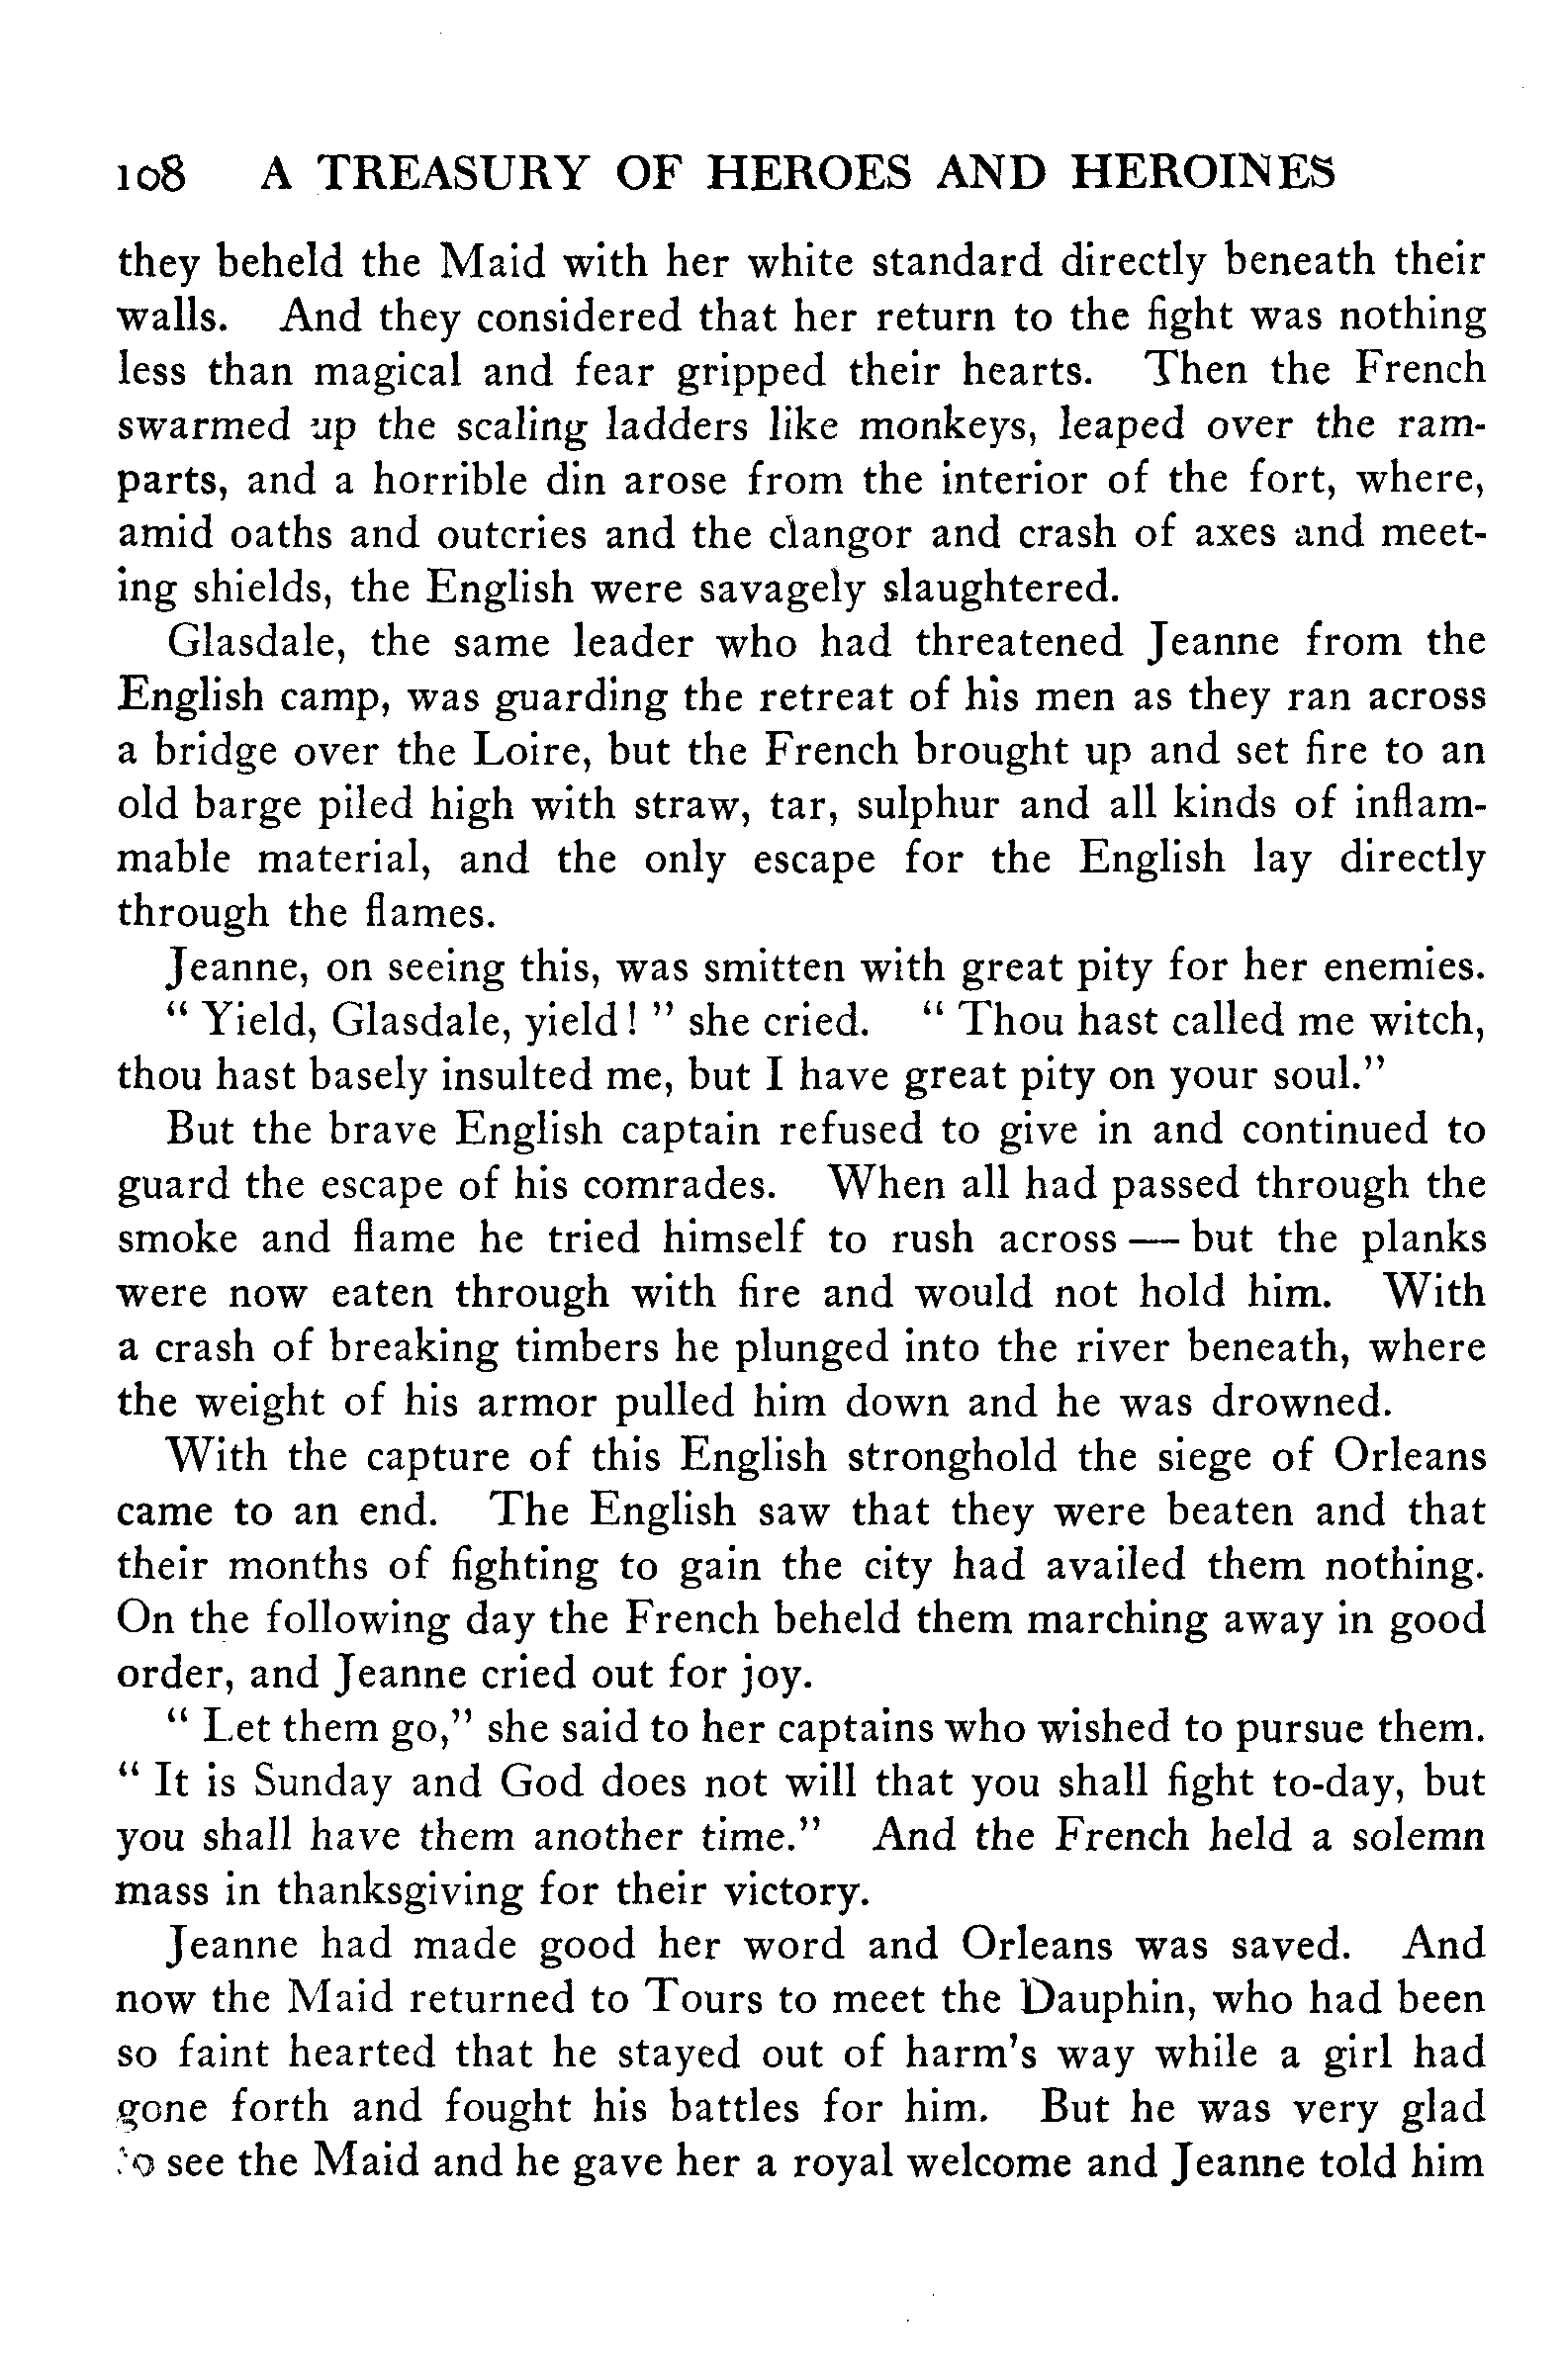 108 A TREASURY OF HEROES AND HEROINES
they beheld the Maid with her white standard directly beneath their
walls. And they considered that her return to the fight was nothing
less than magical and fear gripped their hearts. Then the French
swarmed up the scaling ladders like monkeys, leaped over the ram-
parts, and a horrible din arose from the interior of the fort, where,
amid oaths and outcries and the clangor and crash of axes and meet-
ing shields, the English were savagely slaughtered.
Glasdale, the same leader who had threatened Jeanne from the
English camp, was guarding the retreat of his men as they ran across
a bridge over the Loire, but the French brought up and set fire to an
old barge piled high with straw, tar, sulphur and all kinds of inflam-
mable material, and the only escape for the English lay directly
through the flames.
Jeanne, on seeing this, was smitten with great pity for her enemies.
" Yield, Glasdale, yield! " she cried. " Thou hast called me witch,
thou hast basely insulted me, but I have great pity on your soul."
But the brave English captain refused to give in and continued to
guard the escape of his comrades. When all had passed through the
smoke and flame he tried himself to rush across — but the planks
were now eaten through with fire and would not hold him. With
a crash of breaking timbers he plunged into the river beneath, where
the weight of his armor pulled him down and he was drowned.
With the capture of this English stronghold the siege of Orleans
came to an end. The English saw that they were beaten and that
their months of fighting to gain the city had availed them nothing.
On the following day the French beheld them marching away in good
order, and Jeanne cried out for joy.
" Let them go," she said to her captains who wished to pursue them.
" It is Sunday and God does not will that you shall fight to-day, but
you shall have them another time." And the French held a solemn
mass in thanksgiving for their victory.
Jeanne had made good her word and Orleans was saved. And
now the Maid returned to Tours to meet the Dauphin, who had been
so faint hearted that he stayed out of harm's way while a girl had
gone forth and fought his battles for him. But he was very glad
to see the Maid and he gave her a royal welcome and Jeanne told him